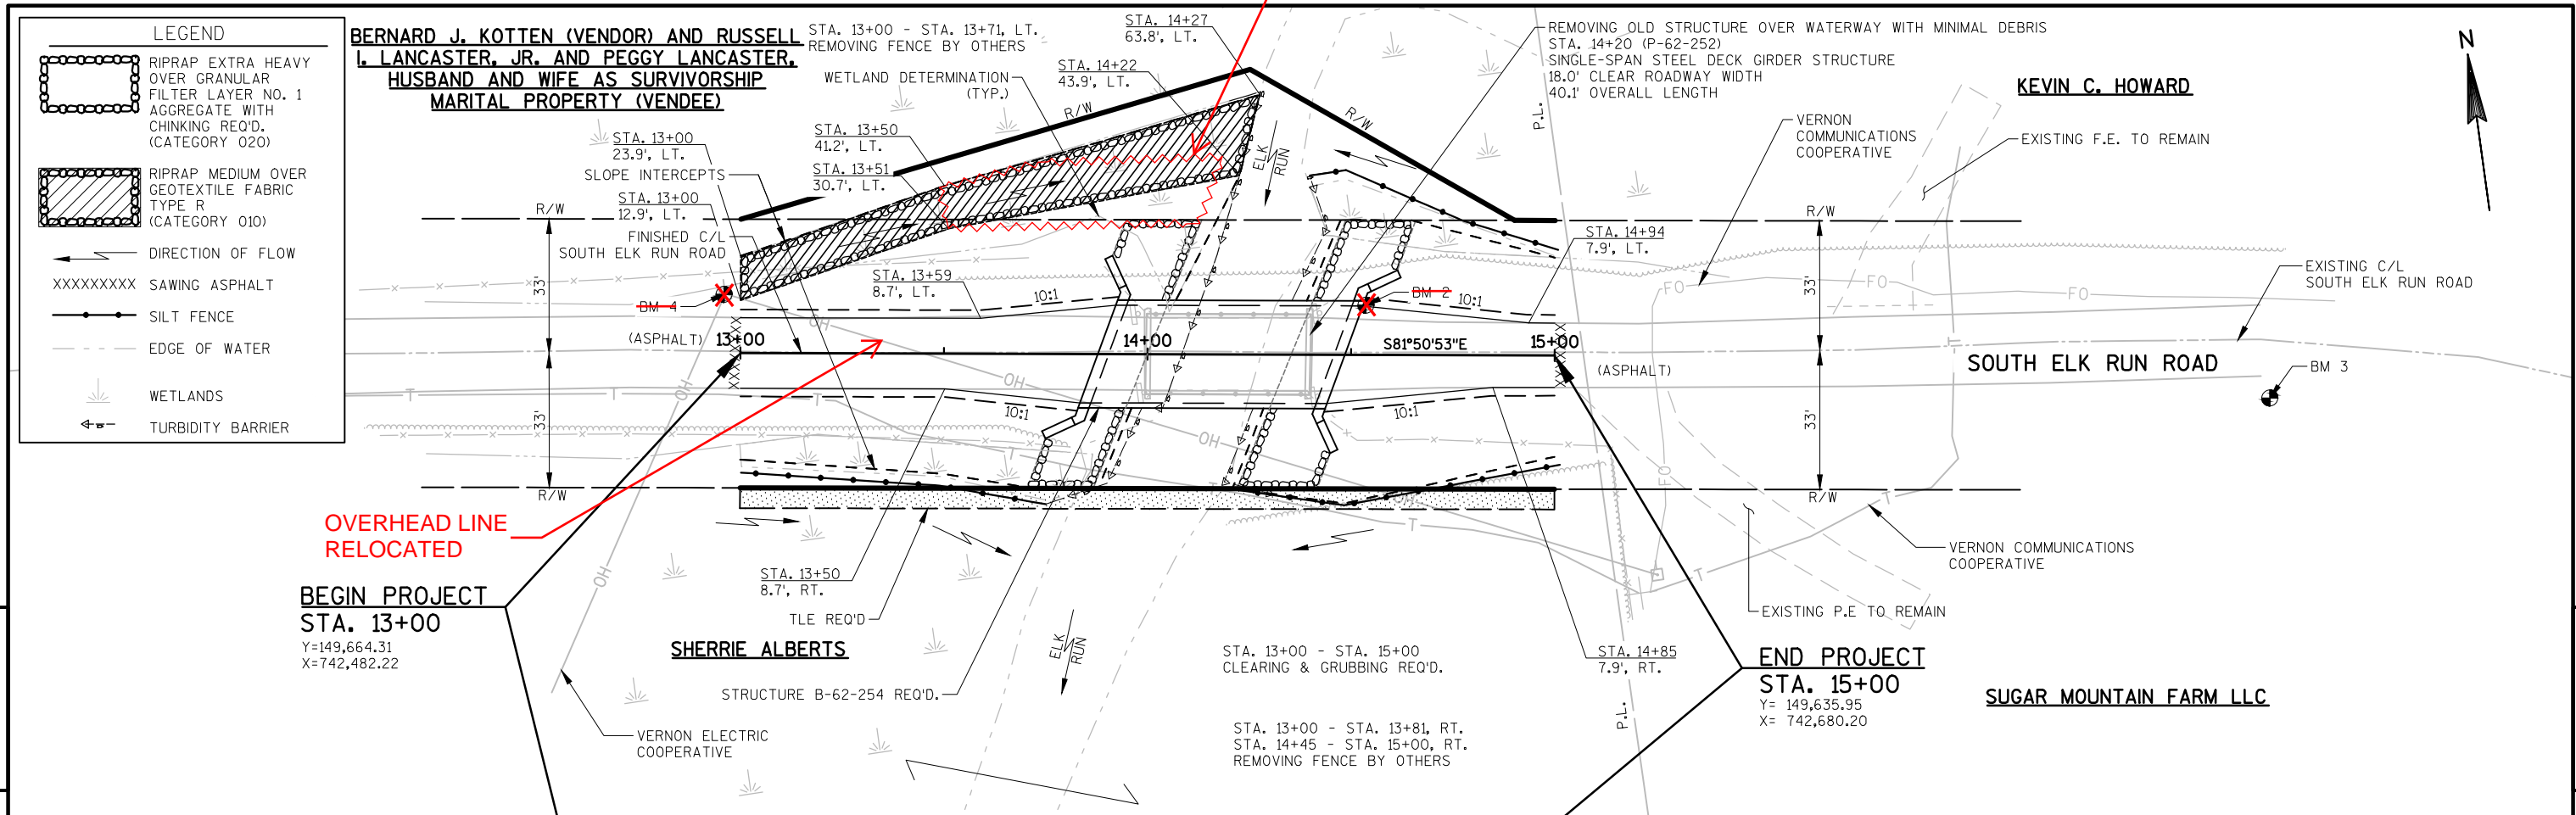 LEGEND
RIPRAP EXTRA HEAVY
OVER GRANULAR
FILTER LAYER NO. 1
AGGREGATE WITH
CHINKING REQ'D.
(CATEGORY 020)
RIPRAP MEDIUM OVER
GEOTEXTILE FABRIC
TYPE R
(CATEGORY 010)
DIRECTION OF FLOW
XXXXXXXXX SAWING ASPHALT
SILT FENCE
EDGE OF WATER
WETLANDS
TURBIDITY BARRIER
BERNARD J. KOTTEN (VENDOR) AND RUSSELL
I. LANCASTER, JR. AND PEGGY LANCASTER,
HUSBAND AND WIFE AS SURVIVORSHIP
MARITAL PROPERTY (VENDEE)
STA. 13+00 - STA. 13+71, LT.
REMOVING FENCE BY OTHERS
WETLAND DETERMINATION
(TYP.)
STA. 14+27
63.8', LT.
STA. 14+22
43.9', LT.
REMOVING OLD STRUCTURE OVER WATERWAY WITH MINIMAL DEBRIS
STA. 14+20 (P-62-252)
SINGLE-SPAN STEEL DECK GIRDER STRUCTURE
18.0' CLEAR ROADWAY WIDTH
40.1' OVERALL LENGTH
KEVIN C. HOWARD
N
P.L.
VERNON
COMMUNICATIONS
COOPERATIVE
EXISTING F.E. TO REMAIN
R/W
R/W
ELK
RUN
STA. 13+50
41.2', LT.
STA. 13+51
30.7', LT.
STA. 13+00
23.9', LT.
SLOPE INTERCEPTS
STA. 13+00
12.9', LT.
FINISHED C/L
SOUTH ELK RUN ROAD
R/W
R/W
33'
33'
STA. 13+59
8.7', LT.
STA. 14+94
7.9', LT.
BM 4
BM 2
10:1
10:1
FO
FO
FO
EXISTING C/L
SOUTH ELK RUN ROAD
OH
(ASPHALT)
13+00
14+00
S81°50'53"E
15+00
(ASPHALT)
SOUTH ELK RUN ROAD
BM 3
OH
T
T
T
T
10:1
10:1
33'
33'
OH
FO
R/W
R/W
OVERHEAD LINE
RELOCATED
OH
T
T
T
T
STA. 13+50
8.7', RT.
TLE REQ'D
VERNON COMMUNICATIONS
COOPERATIVE
BEGIN PROJECT
STA. 13+00
Y=149,664.31
X=742,482.22
EXISTING P.E TO REMAIN
SHERRIE ALBERTS
ELK
RUN
STA. 13+00 - STA. 15+00
CLEARING & GRUBBING REQ'D.
STA. 14+85
7.9', RT.
END PROJECT
STA. 15+00
Y= 149,635.95
X= 742,680.20
STRUCTURE B-62-254 REQ'D.
SUGAR MOUNTAIN FARM LLC
P.L.
VERNON ELECTRIC
COOPERATIVE
STA. 13+00 - STA. 13+81, RT.
STA. 14+45 - STA. 15+00, RT.
REMOVING FENCE BY OTHERS